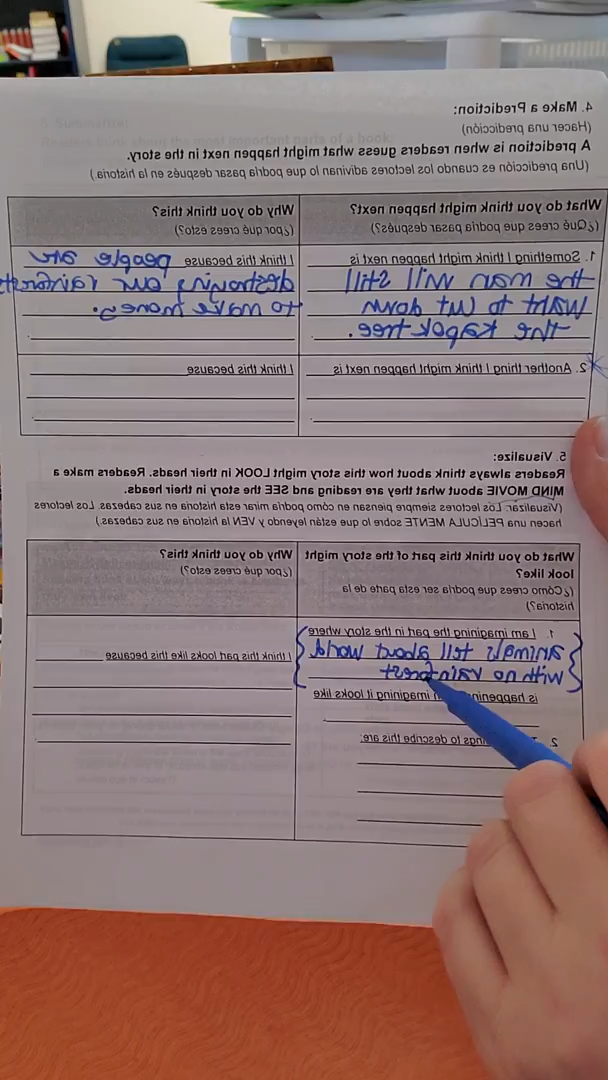 4. Make a Prediction:
(Hacer una predicción)
A prediction is when readers guess what might happen next in the story.
(Una predicción es cuando los lectores adivinan lo que podría pasar después en la historia.)
What do you think might happen next?
(¿Qué crees que podría pasar después?)
Why do you think this?
(¿por qué crees esto?)
1. Something I think might happen next is
the man will still
want to cut down
the kapok tree.
I think this because people are
destroying our rainforest
to make money.
2. Another thing I think might happen next is
I think this because
5. Visualize:
Readers always think about how this story might LOOK in their heads. Readers make a
MIND MOVIE about what they are reading and SEE the story in their heads.
(Visualizar: Los lectores siempre piensan en cómo podría mirar esta historia en sus cabezas. Los lectores
hacen una PELÍCULA MENTE sobre lo que están leyendo y VEN la historia en sus cabezas.)
What do you think this part of the story might
look like?
(¿Cómo crees que podría ser esta parte de la
historia?)
Why do you think this?
(¿por qué crees esto?)
1. I am imagining the part in the story where
animals tell about world
with no rainforest
is happening imagining it looks like
2. to describe this are:
I think this part looks like this because